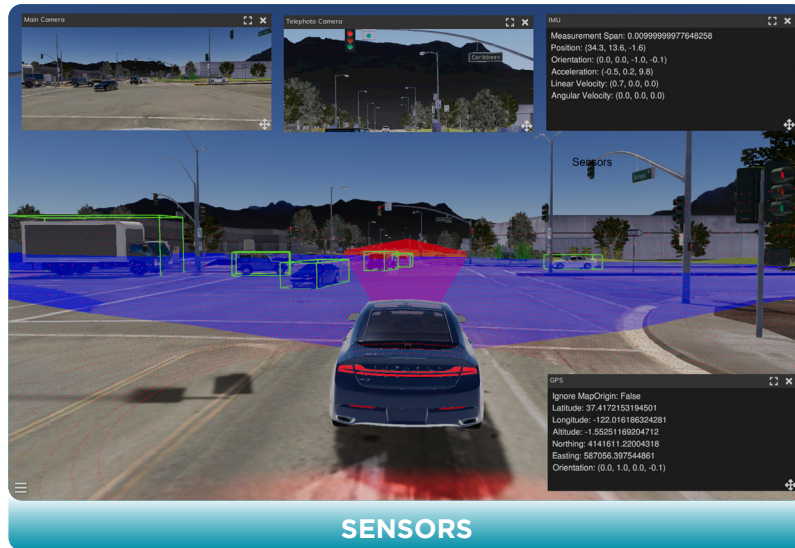 Main Camera
Telephoto Camera
Caribbean
IMU
Measurement Span: 0.00999999977648258
Position: (34.3, 13.6, -1.6)
Orientation: (0.0, 0.0, -1.0, -0.1)
Acceleration: (-0.5, 0.2, 9.8)
Linear Velocity: (0.7, 0.0, 0.0)
Angular Velocity: (0.0, 0.0, 0.0)
Sensors
GPS
Ignore MapOrigin: False
Latitude: 37.4172153194501
Longitude: -122.016186324281
Altitude: -1.55251169204712
Northing: 4141611.22004318
Easting: 587056.397544861
Orientation: (0.0, 1.0, 0.0, -0.1)
SENSORS